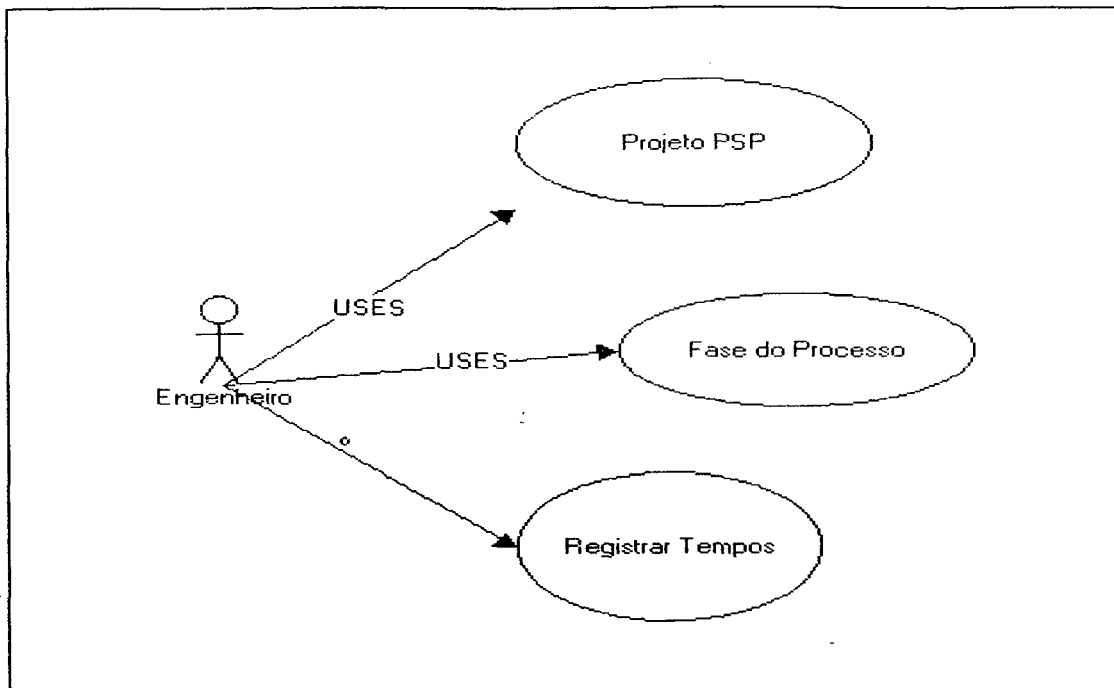 Projeto PSP
USES
Fase do Processo
USES
Engenheiro
Registrar Tempos